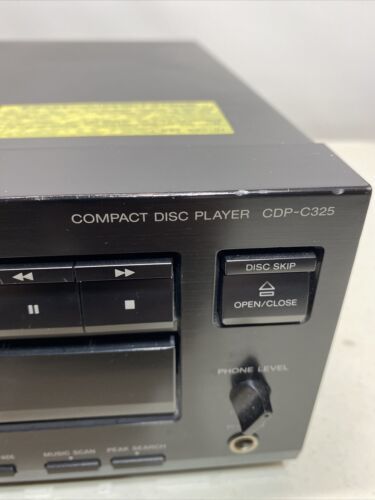 COMPACT DISC PLAYER CDP-C325
DISC SKIP
OPEN/CLOSE
PHONE LEVEL
MUSIC SCAN
PEAK SEARCH